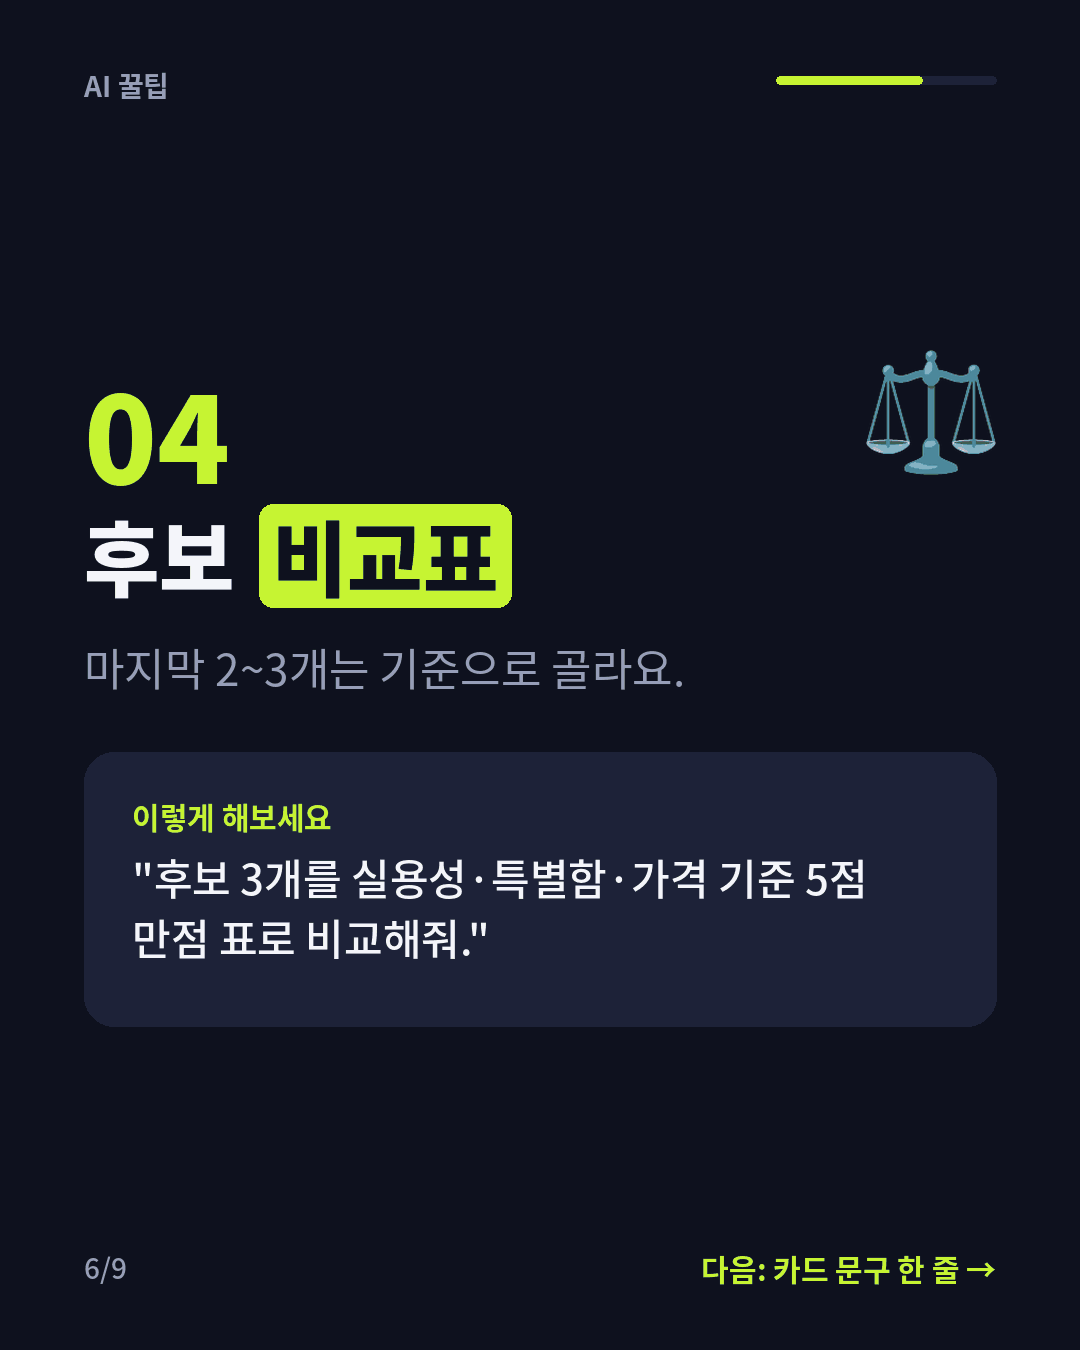 AI 꿀팁
04
후보 비교표
마지막 2~3개는 기준으로 골라요.
이렇게 해보세요
"후보 3개를 실용성·특별함·가격 기준 5점
만점 표로 비교해줘."
6/9
다음: 카드 문구 한 줄 →